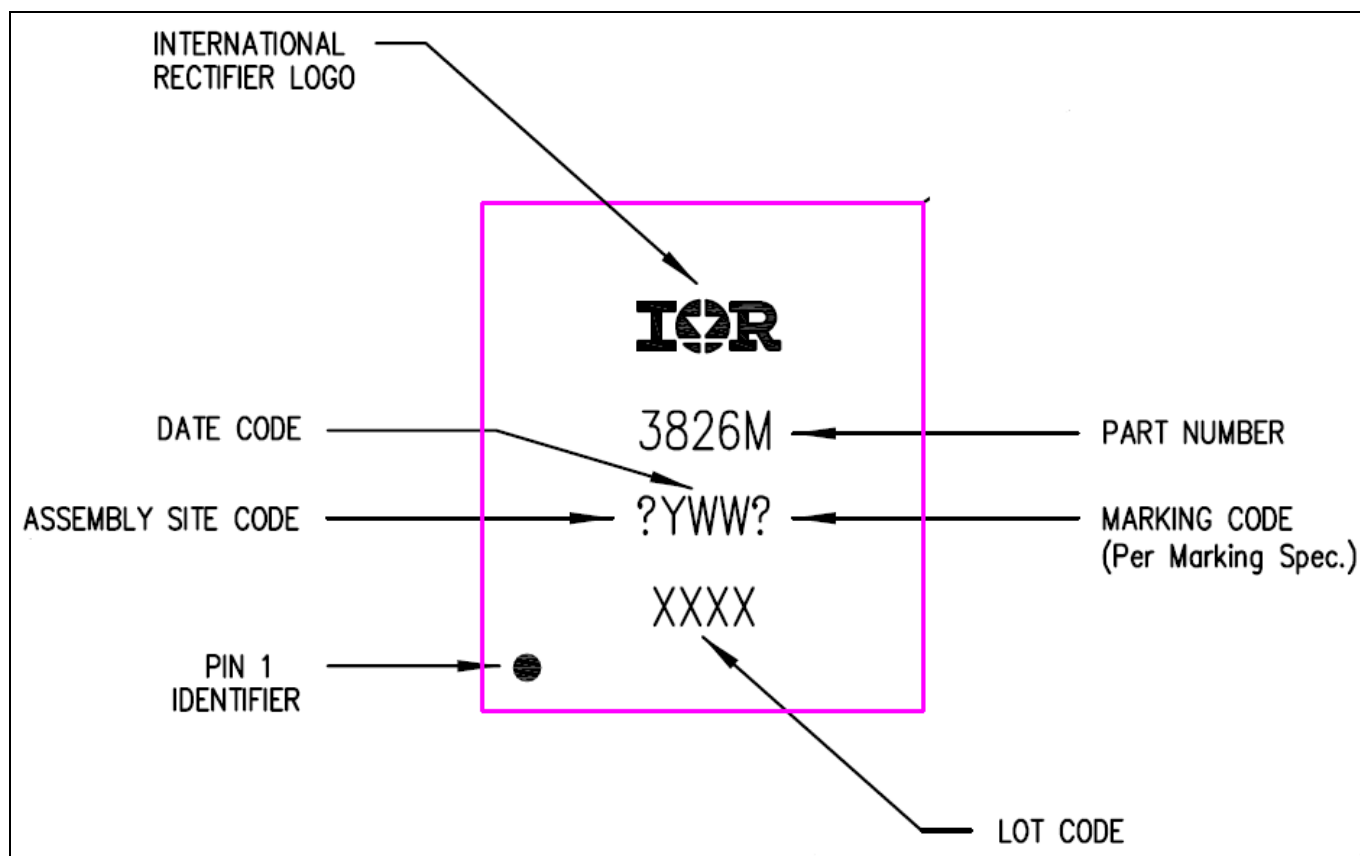 INTERNATIONAL
RECTIFIER LOGO
IOR
DATE CODE
3826M
PART NUMBER
ASSEMBLY SITE CODE
?YWW?
MARKING CODE
(Per Marking Spec.)
XXXX
PIN 1
IDENTIFIER
LOT CODE